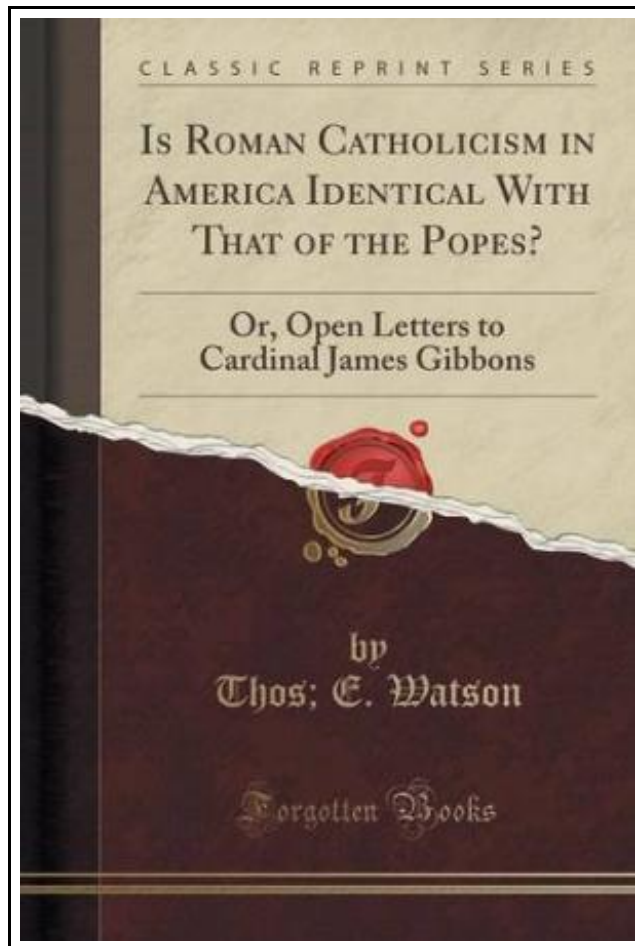 CLASSIC REPRINT SERIES
IS ROMAN CATHOLICISM IN
AMERICA IDENTICAL WITH
THAT OF THE POPES?
Or, Open Letters to
Cardinal James Gibbons
F
by
Thos; E. Watson
Forgotten Books